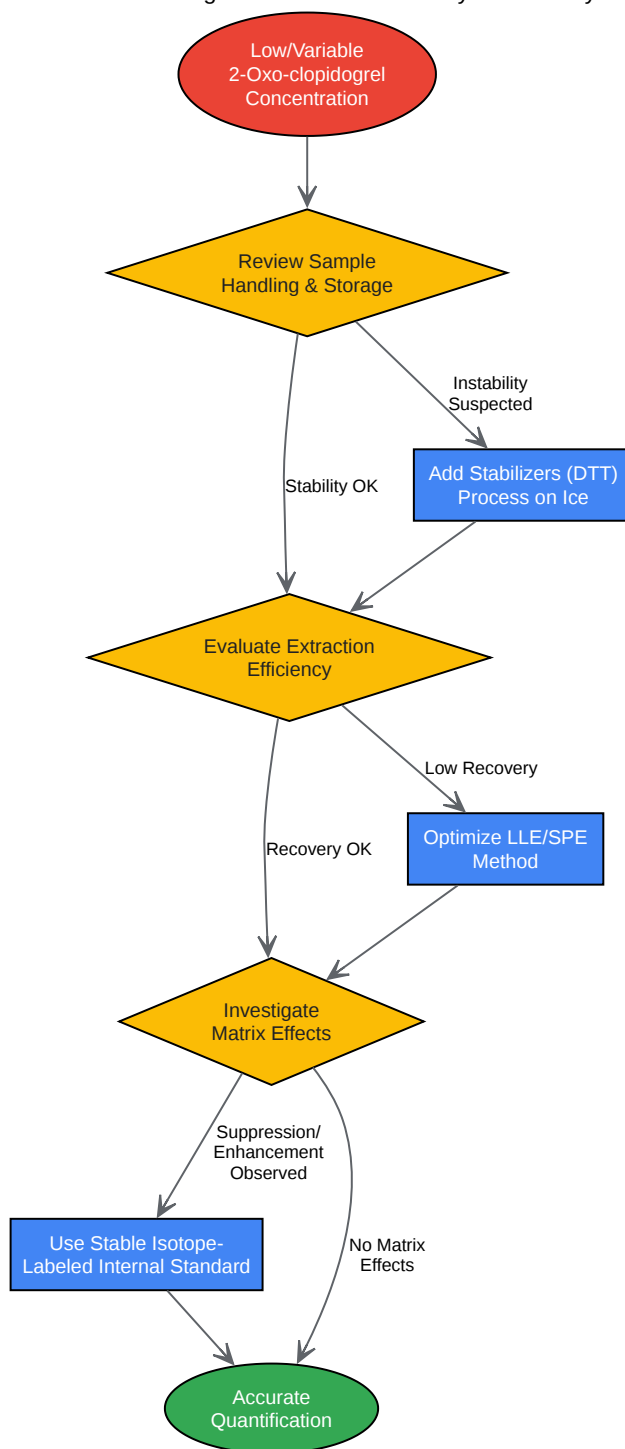 Low/Variable
2-Oxo-clopidogrel
Concentration
Review Sample
Handling & Storage
Instability
Suspected
Add Stabilizers (DTT)
Process on Ice
Stability OK
Evaluate Extraction
Efficiency
Low Recovery
Optimize LLE/SPE
Method
Recovery OK
Investigate
Matrix Effects
Suppression/
Enhancement
Observed
Use Stable Isotope-
Labeled Internal Standard
No Matrix
Effects
Accurate
Quantification